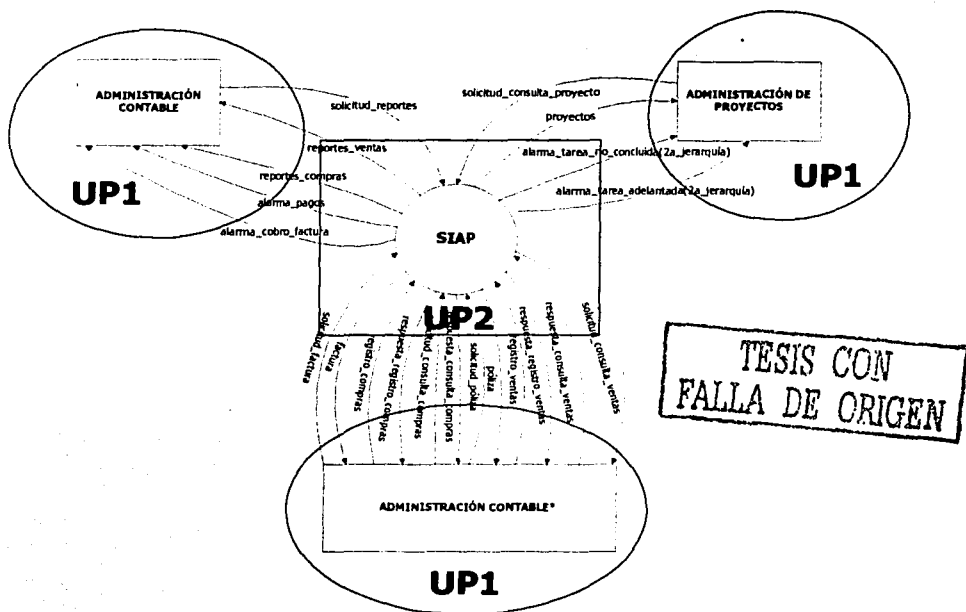 ADMINISTRACIÓN
CONTABLE
UP1
solicitud_reportes
reportes_ventas
reportes_compras
alarma_pagos
alarma_cobro_factura
solicitud_consulta_proyecto
proyectos
alarma_tarea_no_concluida(2a_jerarquía)
alarma_tarea_adelantada(2a_jerarquía)
ADMINISTRACIÓN DE
PROYECTOS
UP1
SIAP
UP2
solicitud_factura
factura
registro_compras
respuesta_registro_compras
solicitud_consulta_compras
respuesta_consulta_compras
solicitud_poliza
poliza
registro_ventas
respuesta_registro_ventas
respuesta_consulta_ventas
solicitud_consulta_ventas
ADMINISTRACIÓN CONTABLE*
UP1
TESIS CON
FALLA DE ORIGEN